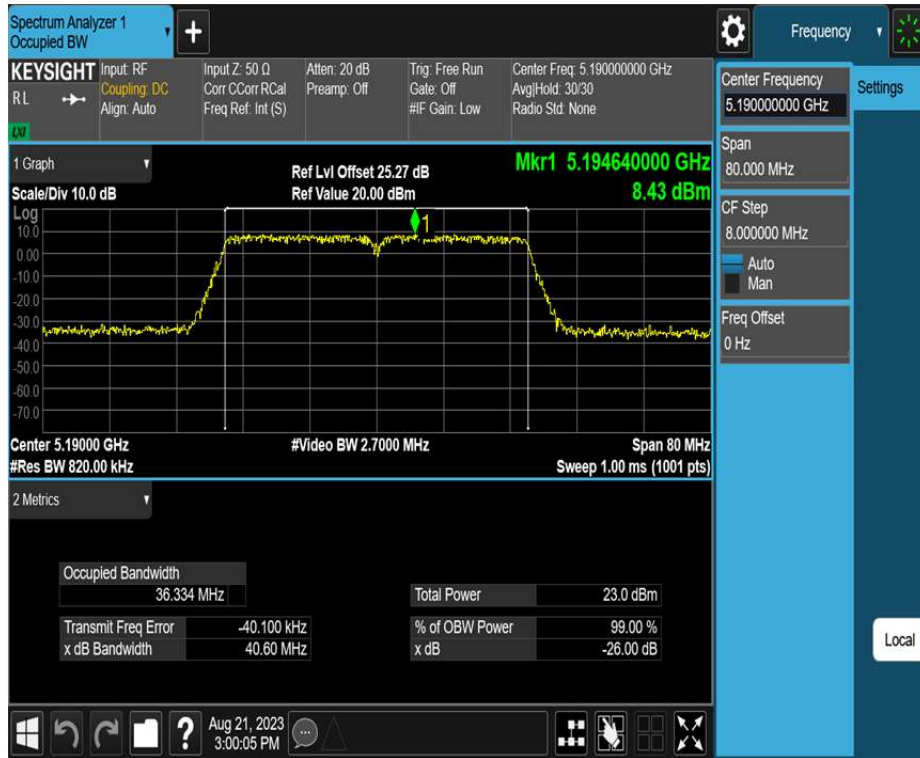 Spectrum Analyzer 1
Occupied BW
+
Frequency
KEYSIGHT
RL
LXI
Input: RF
Coupling: DC
Align: Auto
Input Z: 50 Ω
Corr CCorr RCal
Freq Ref: Int (S)
Atten: 20 dB
Preamp: Off
Trig: Free Run
Gate: Off
#IF Gain: Low
Center Freq: 5.190000000 GHz
Avg|Hold: 30/30
Radio Std: None
Center Frequency
5.190000000 GHz
Settings
Span
80.000 MHz
CF Step
8.000000 MHz
Auto
Man
Freq Offset
0 Hz
Local
1 Graph
Scale/Div 10.0 dB
Ref Lvl Offset 25.27 dB
Ref Value 20.00 dBm
Mkr1 5.194640000 GHz
8.43 dBm
Log
1
10.0
0.00
-10.0
-20.0
-30.0
-40.0
-50.0
-60.0
-70.0
Center 5.19000 GHz
#Video BW 2.7000 MHz
Span 80 MHz
#Res BW 820.00 kHz
Sweep 1.00 ms (1001 pts)
2 Metrics
Occupied Bandwidth
36.334 MHz
Total Power 23.0 dBm
Transmit Freq Error -40.100 kHz
% of OBW Power 99.00 %
x dB Bandwidth 40.60 MHz
x dB -26.00 dB
?
Aug 21, 2023
3:00:05 PM